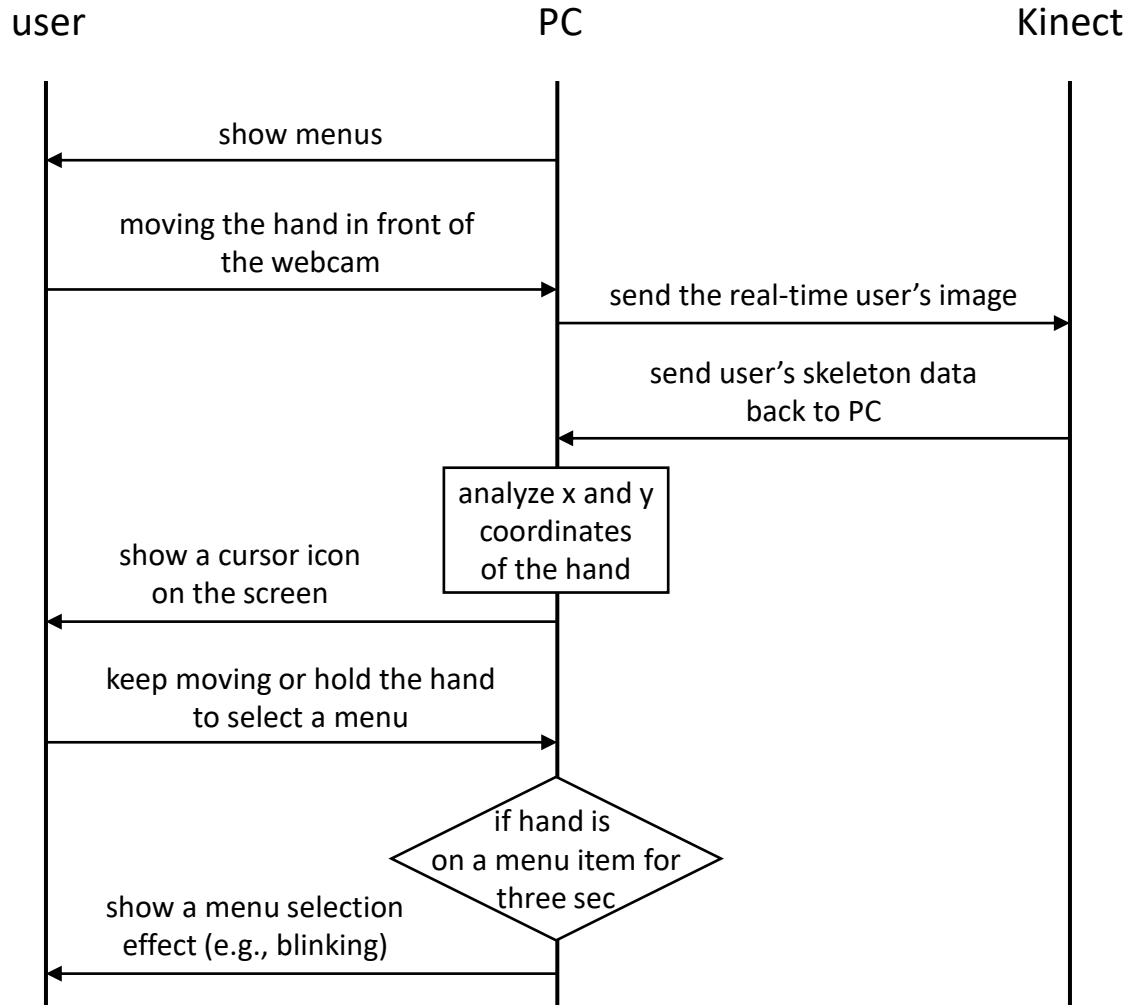 user
PC
Kinect
show menus
moving the hand in front of
the webcam
send the real-time user’s image
send user’s skeleton data
back to PC
analyze x and y
coordinates
of the hand
show a cursor icon
on the screen
keep moving or hold the hand
to select a menu
if hand is
on a menu item for
three sec
show a menu selection
effect (e.g., blinking)